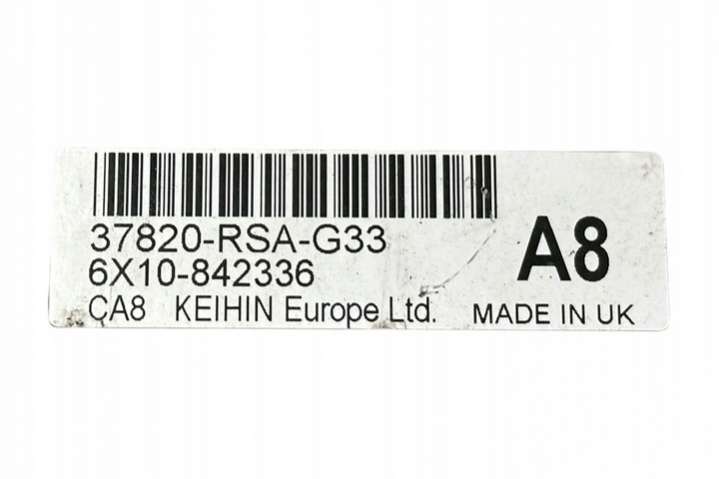 37820-RSA-G33
6X10-842336
A8
CA8 KEIHIN Europe Ltd. MADE IN UK